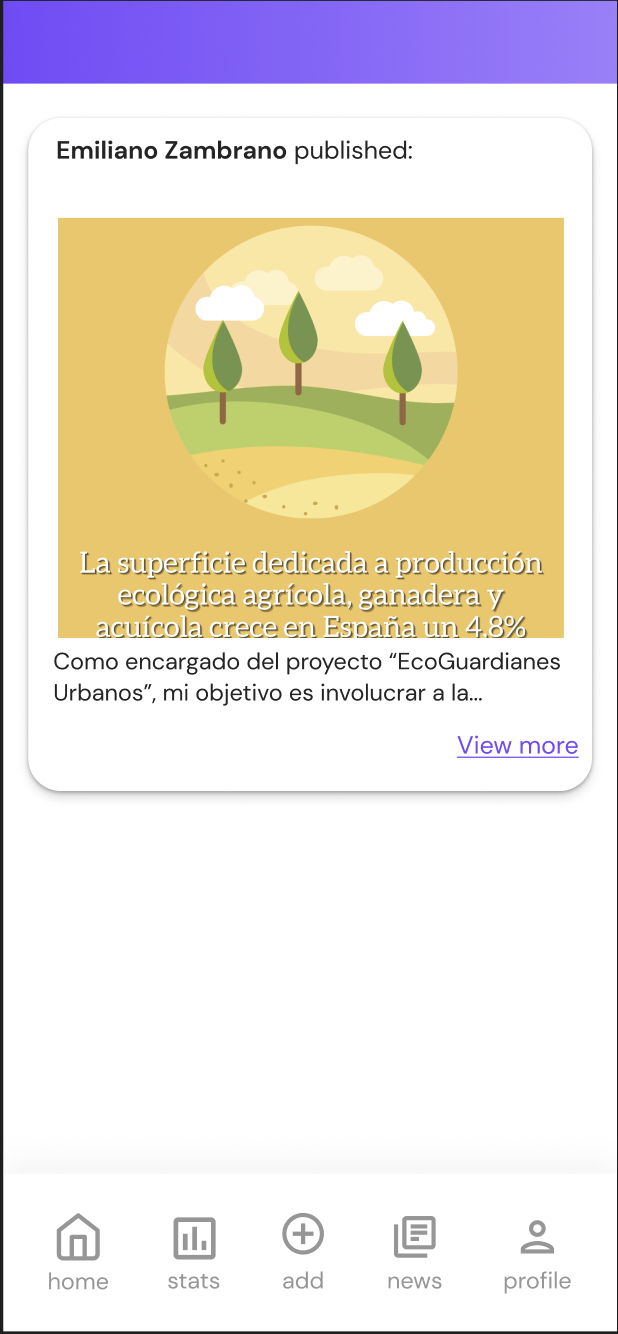 Emiliano Zambrano published:
La superficie dedicada a producción
ecológica agrícola, ganadera y
acuícola crece en España un 4,8%
Como encargado del proyecto “EcoGuardianes
Urbanos”, mi objetivo es involucrar a la...
View more
home stats add news profile